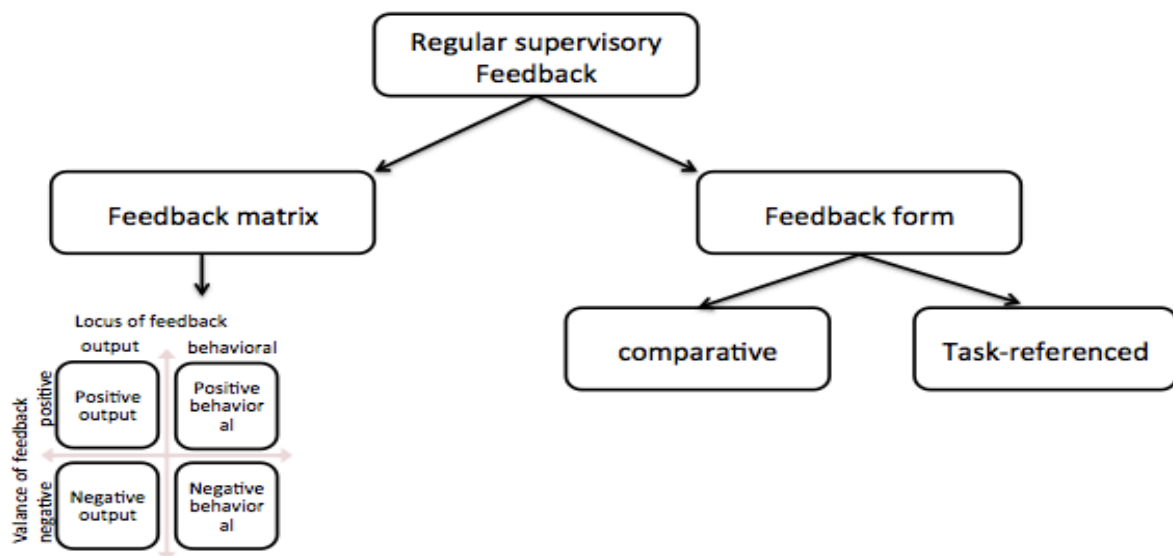 Regular supervisory
Feedback
Feedback matrix
Feedback form
Locus of feedback
output
behavioral
comparative
Task-referenced
Valance of feedback
positive
negative
Positive
output
Positive
behavior
al
Negative
output
Negative
behavior
al